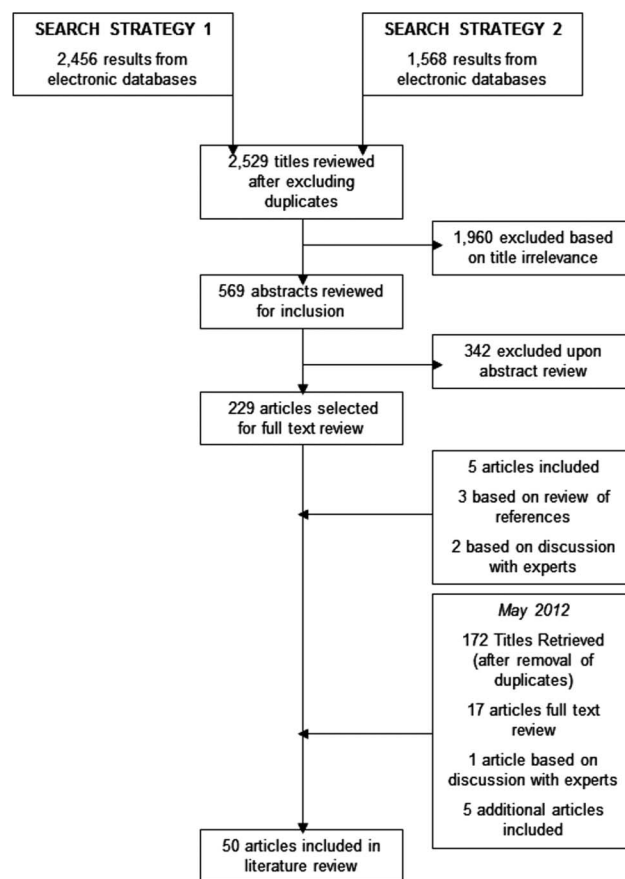 SEARCH STRATEGY 1
2,456 results from
electronic databases
SEARCH STRATEGY 2
1,568 results from
electronic databases
2,529 titles reviewed
after excluding
duplicates
1,960 excluded based
on title irrelevance
569 abstracts reviewed
for inclusion
342 excluded upon
abstract review
229 articles selected
for full text review
5 articles included
3 based on review of
references
2 based on discussion
with experts
May 2012
172 Titles Retrieved
(after removal of
duplicates)
17 articles full text
review
1 article based on
discussion with experts
5 additional articles
included
50 articles included in
literature review